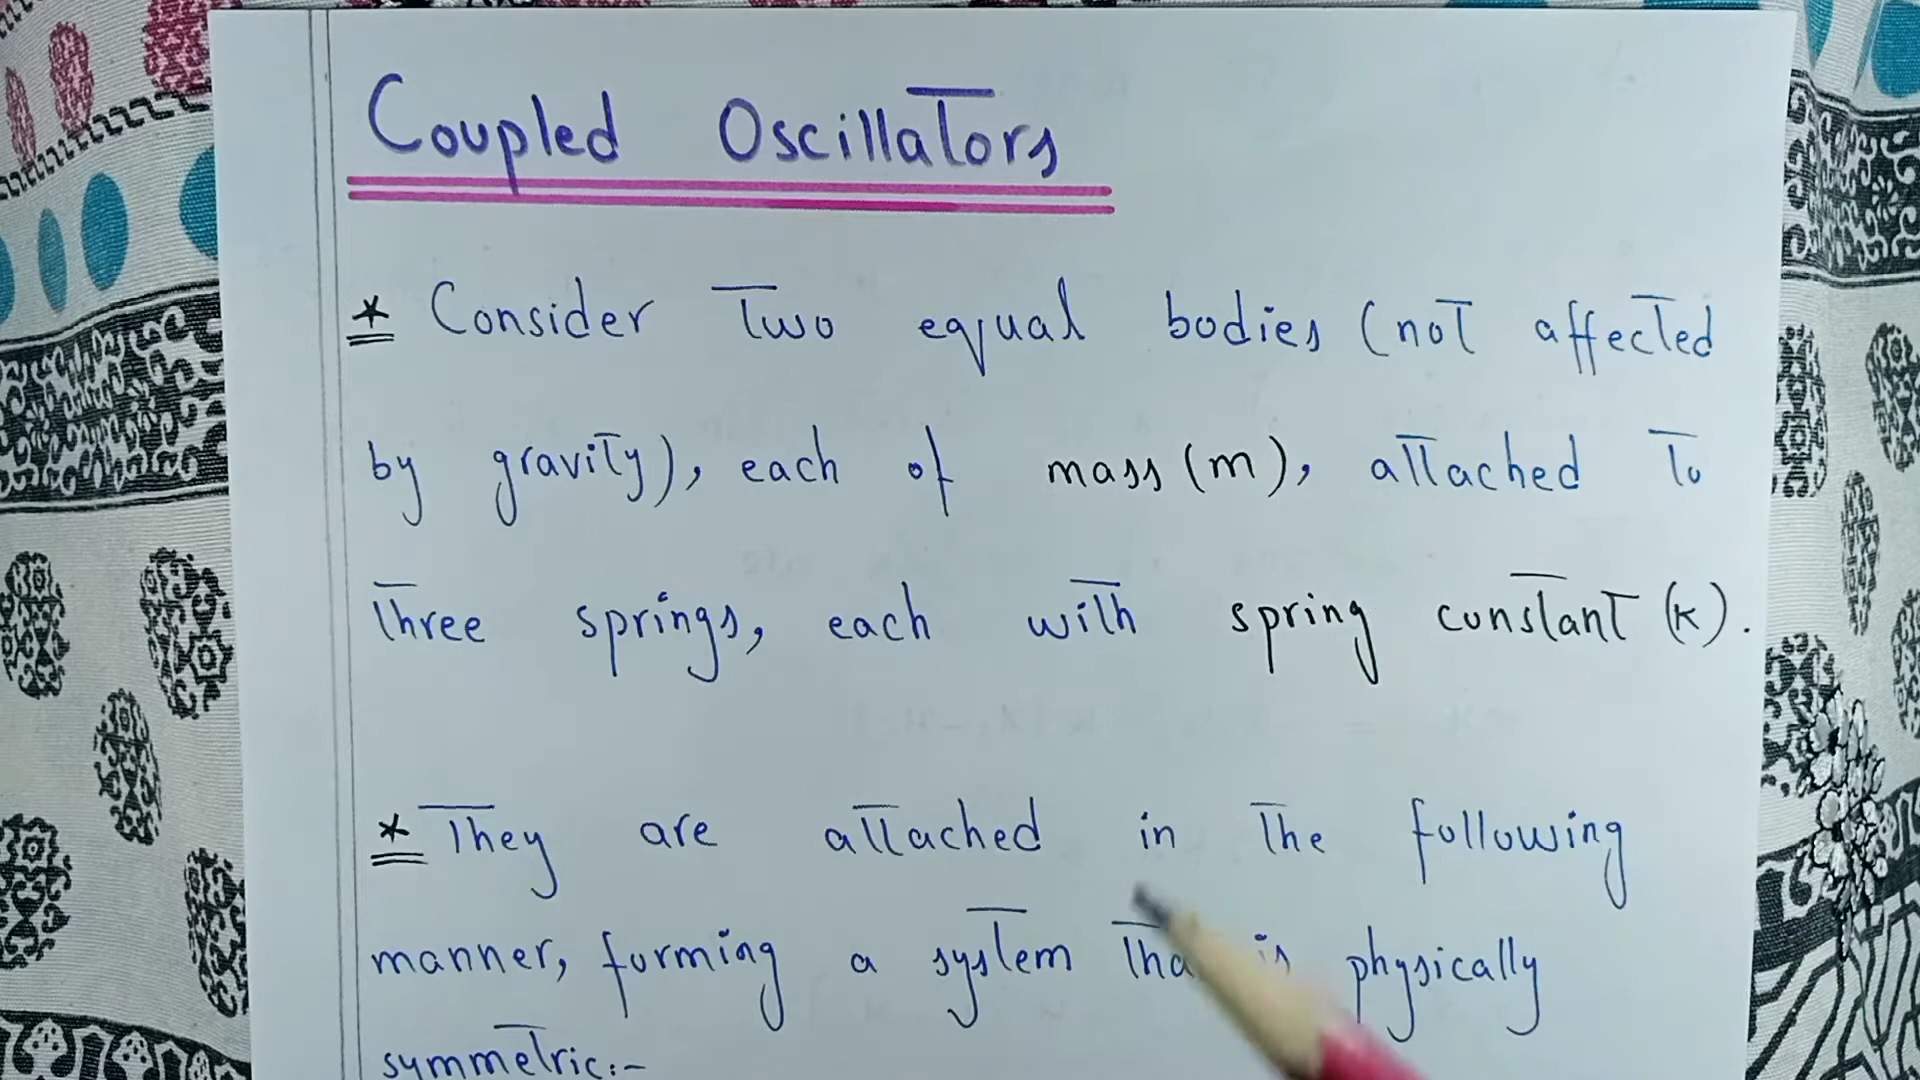 Coupled Oscillators
* Consider Two equal bodies (not affected
by gravity), each of mass (m), attached To
Three springs, each with spring constant (k).
* They are attached in The following
manner, forming a system is physically
symmetric:-